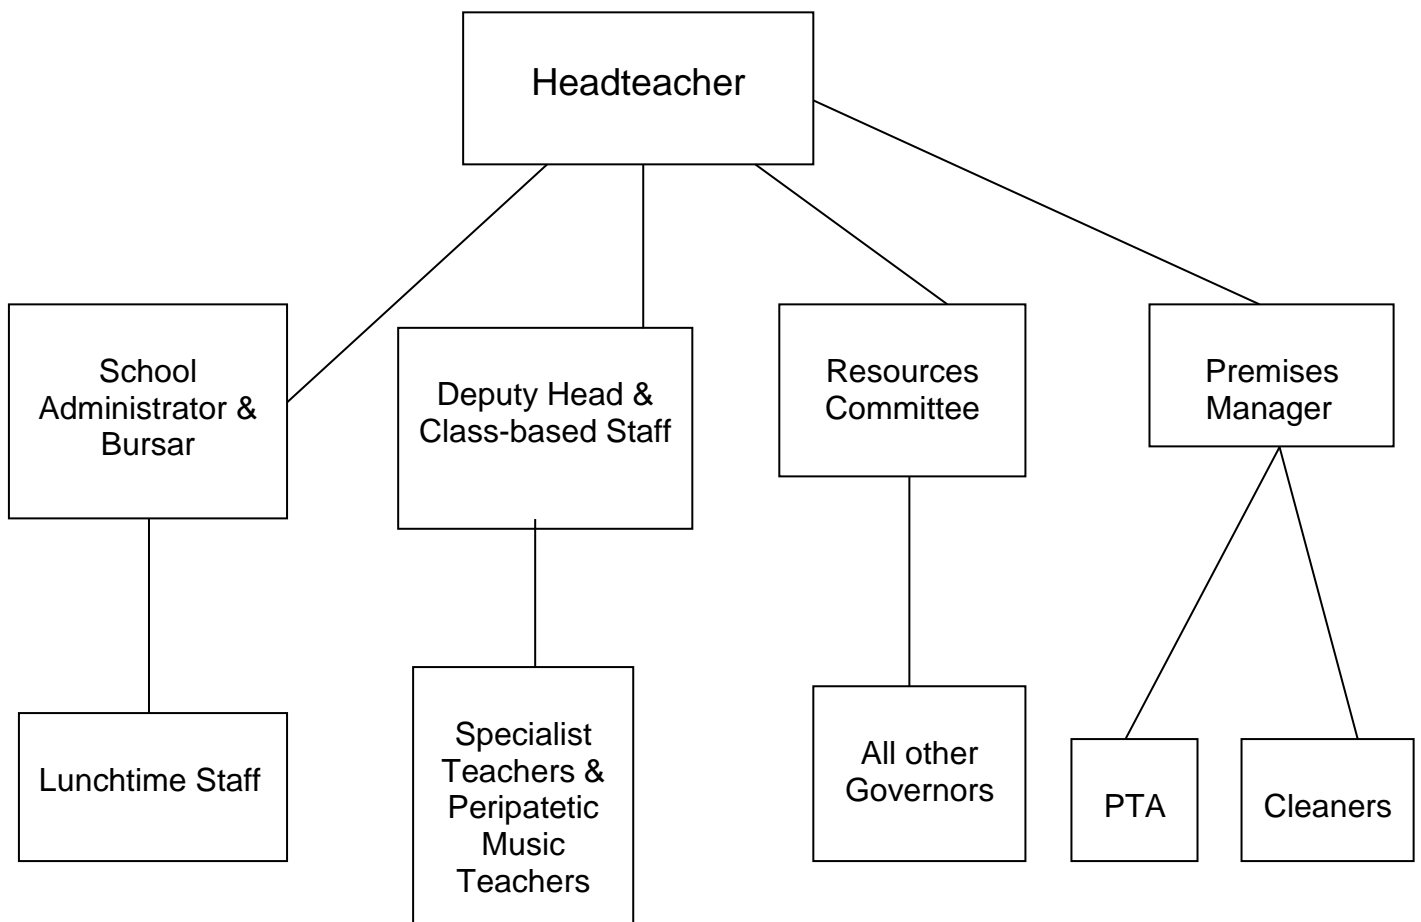 Headteacher
School
Administrator &
Bursar
Deputy Head &
Class-based Staff
Resources
Committee
Premises
Manager
Lunchtime Staff
Specialist
Teachers &
Peripatetic
Music
Teachers
All other
Governors
PTA
Cleaners